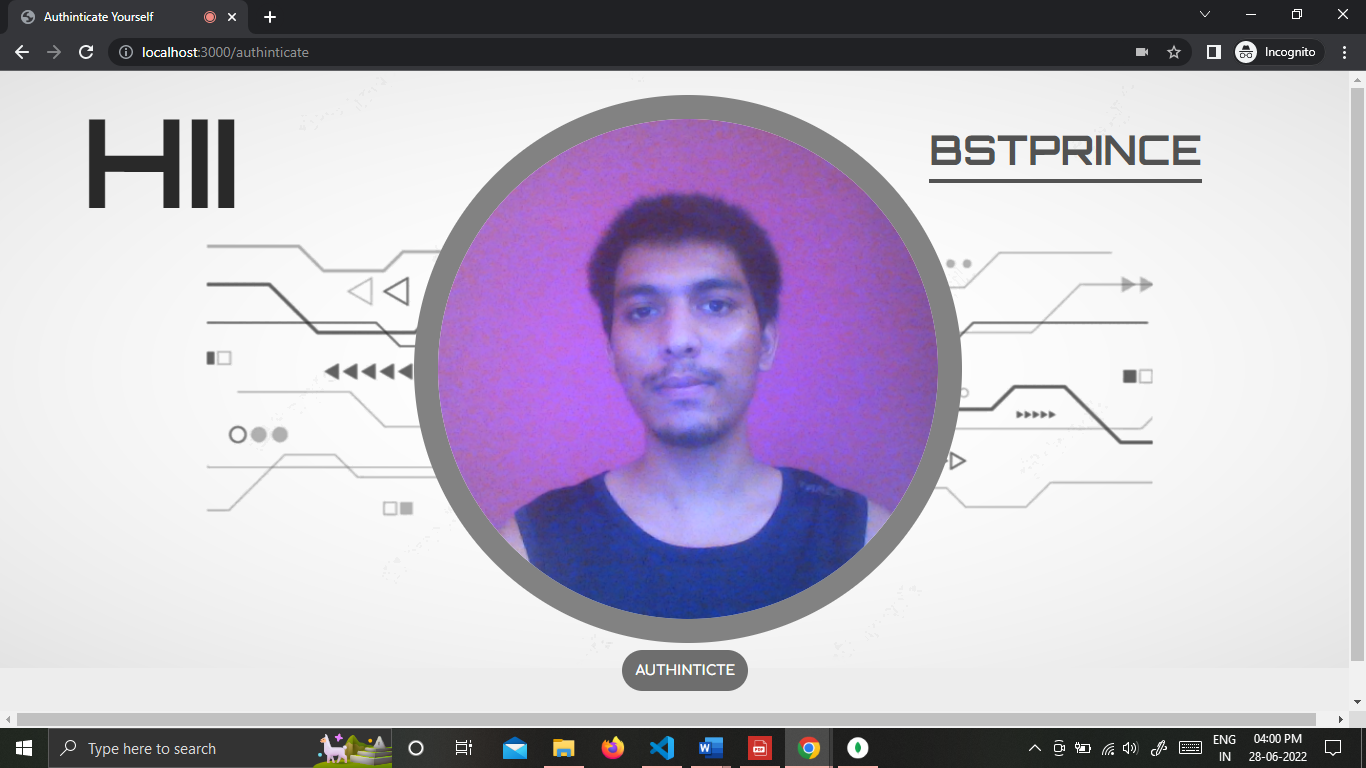 Authinticate Yourself
localhost:3000/authinticate
Incognito
HII
BSTPRINCE
AUTHINTICTE
Type here to search
ENG
IN
04:00 PM
28-06-2022